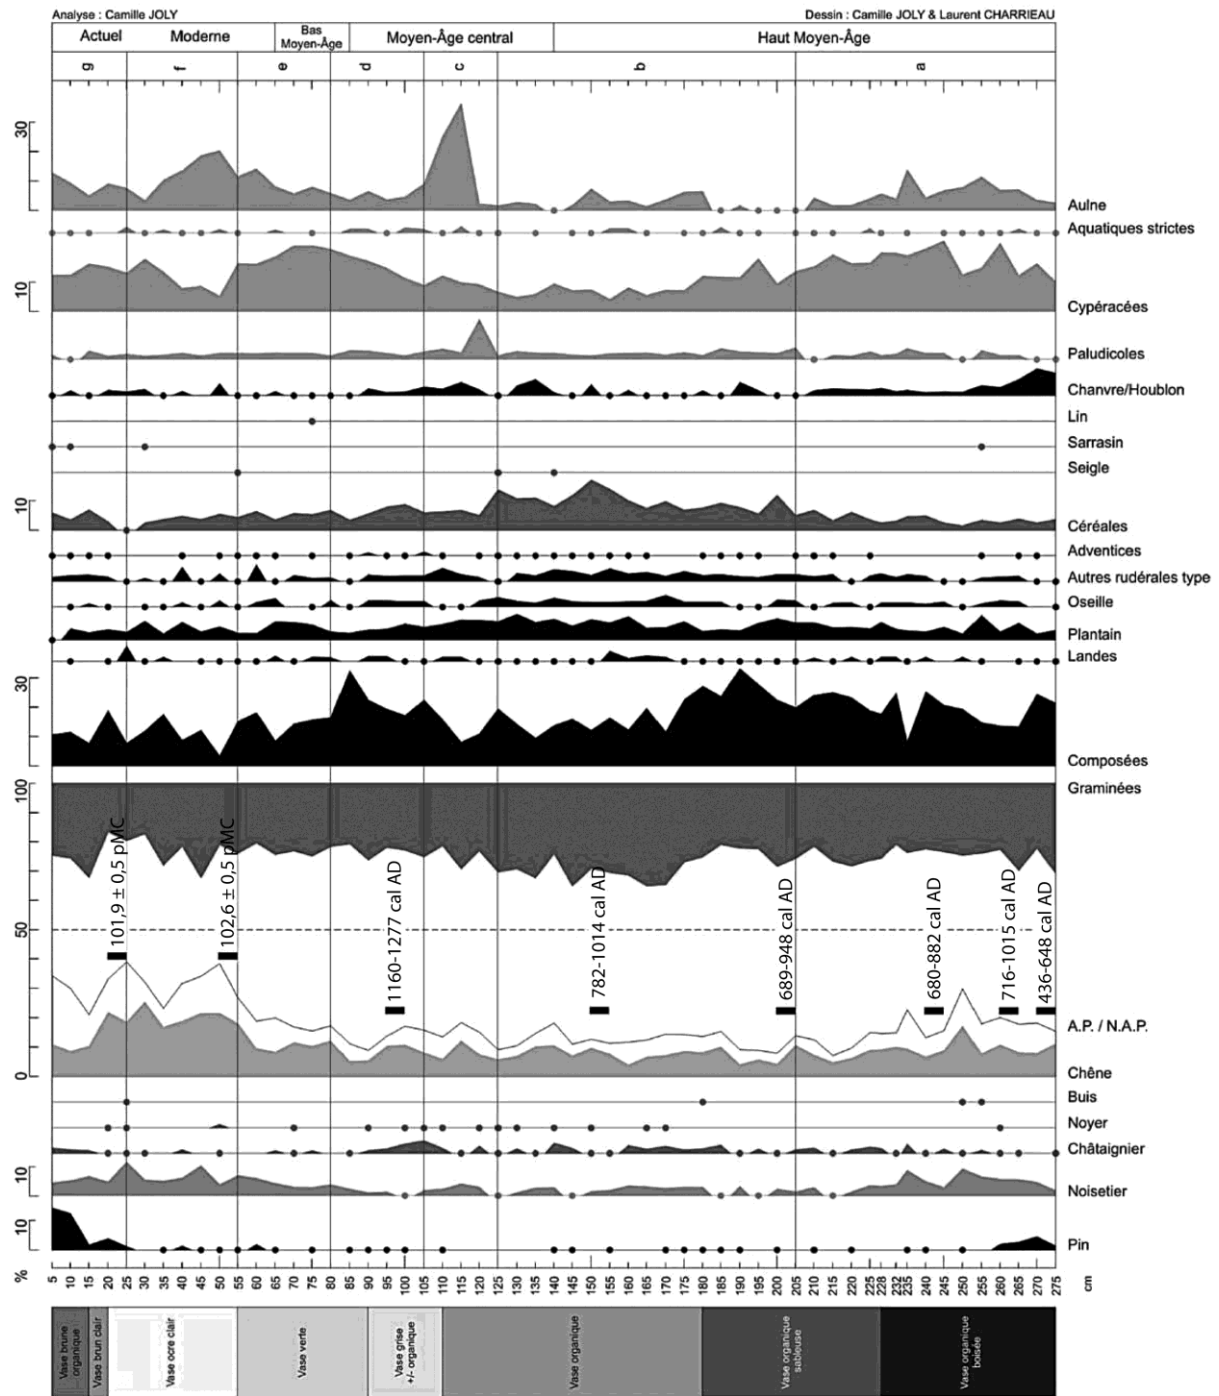 Analyse : Camille JOLY
Dessin : Camille JOLY & Laurent CHARRIEAU
Actuel
Moderne
Bas
Moyen-Âge
Moyen-Âge central
Haut Moyen-Âge
g
f
e
d
c
b
a
30
Aulne
Aquatiques strictes
10
Cypéracées
Paludicoles
Chanvre/Houblon
Lin
Sarrasin
Seigle
10
Céréales
Adventices
Autres rudérales type
Oseille
Plantain
Landes
30
Composées
100
Graminées
101,9 ± 0,5 pMC
102,6 ± 0,5 pMC
1160-1277 cal AD
782-1014 cal AD
689-948 cal AD
680-882 cal AD
716-1015 cal AD
436-648 cal AD
50
A.P. / N.A.P.
0
Chêne
Buis
Noyer
Châtaignier
10
Noisetier
10
Pin
% 5 10 15 20 25 30 35 40 45 50 55 60 65 70 75 80 85 90 95 100 105 110 115 120 125 130 135 140 145 150 155 160 165 170 175 180 185 190 195 200 205 210 215 220 225 228 232 235 240 245 250 255 260 265 270 275 cm
Vase brune
organique
Vase brun clair
Vase ocre clair
Vase verte
Vase grise
+/- organique
Vase organique
Vase organique
sableuse
Vase organique
boisée